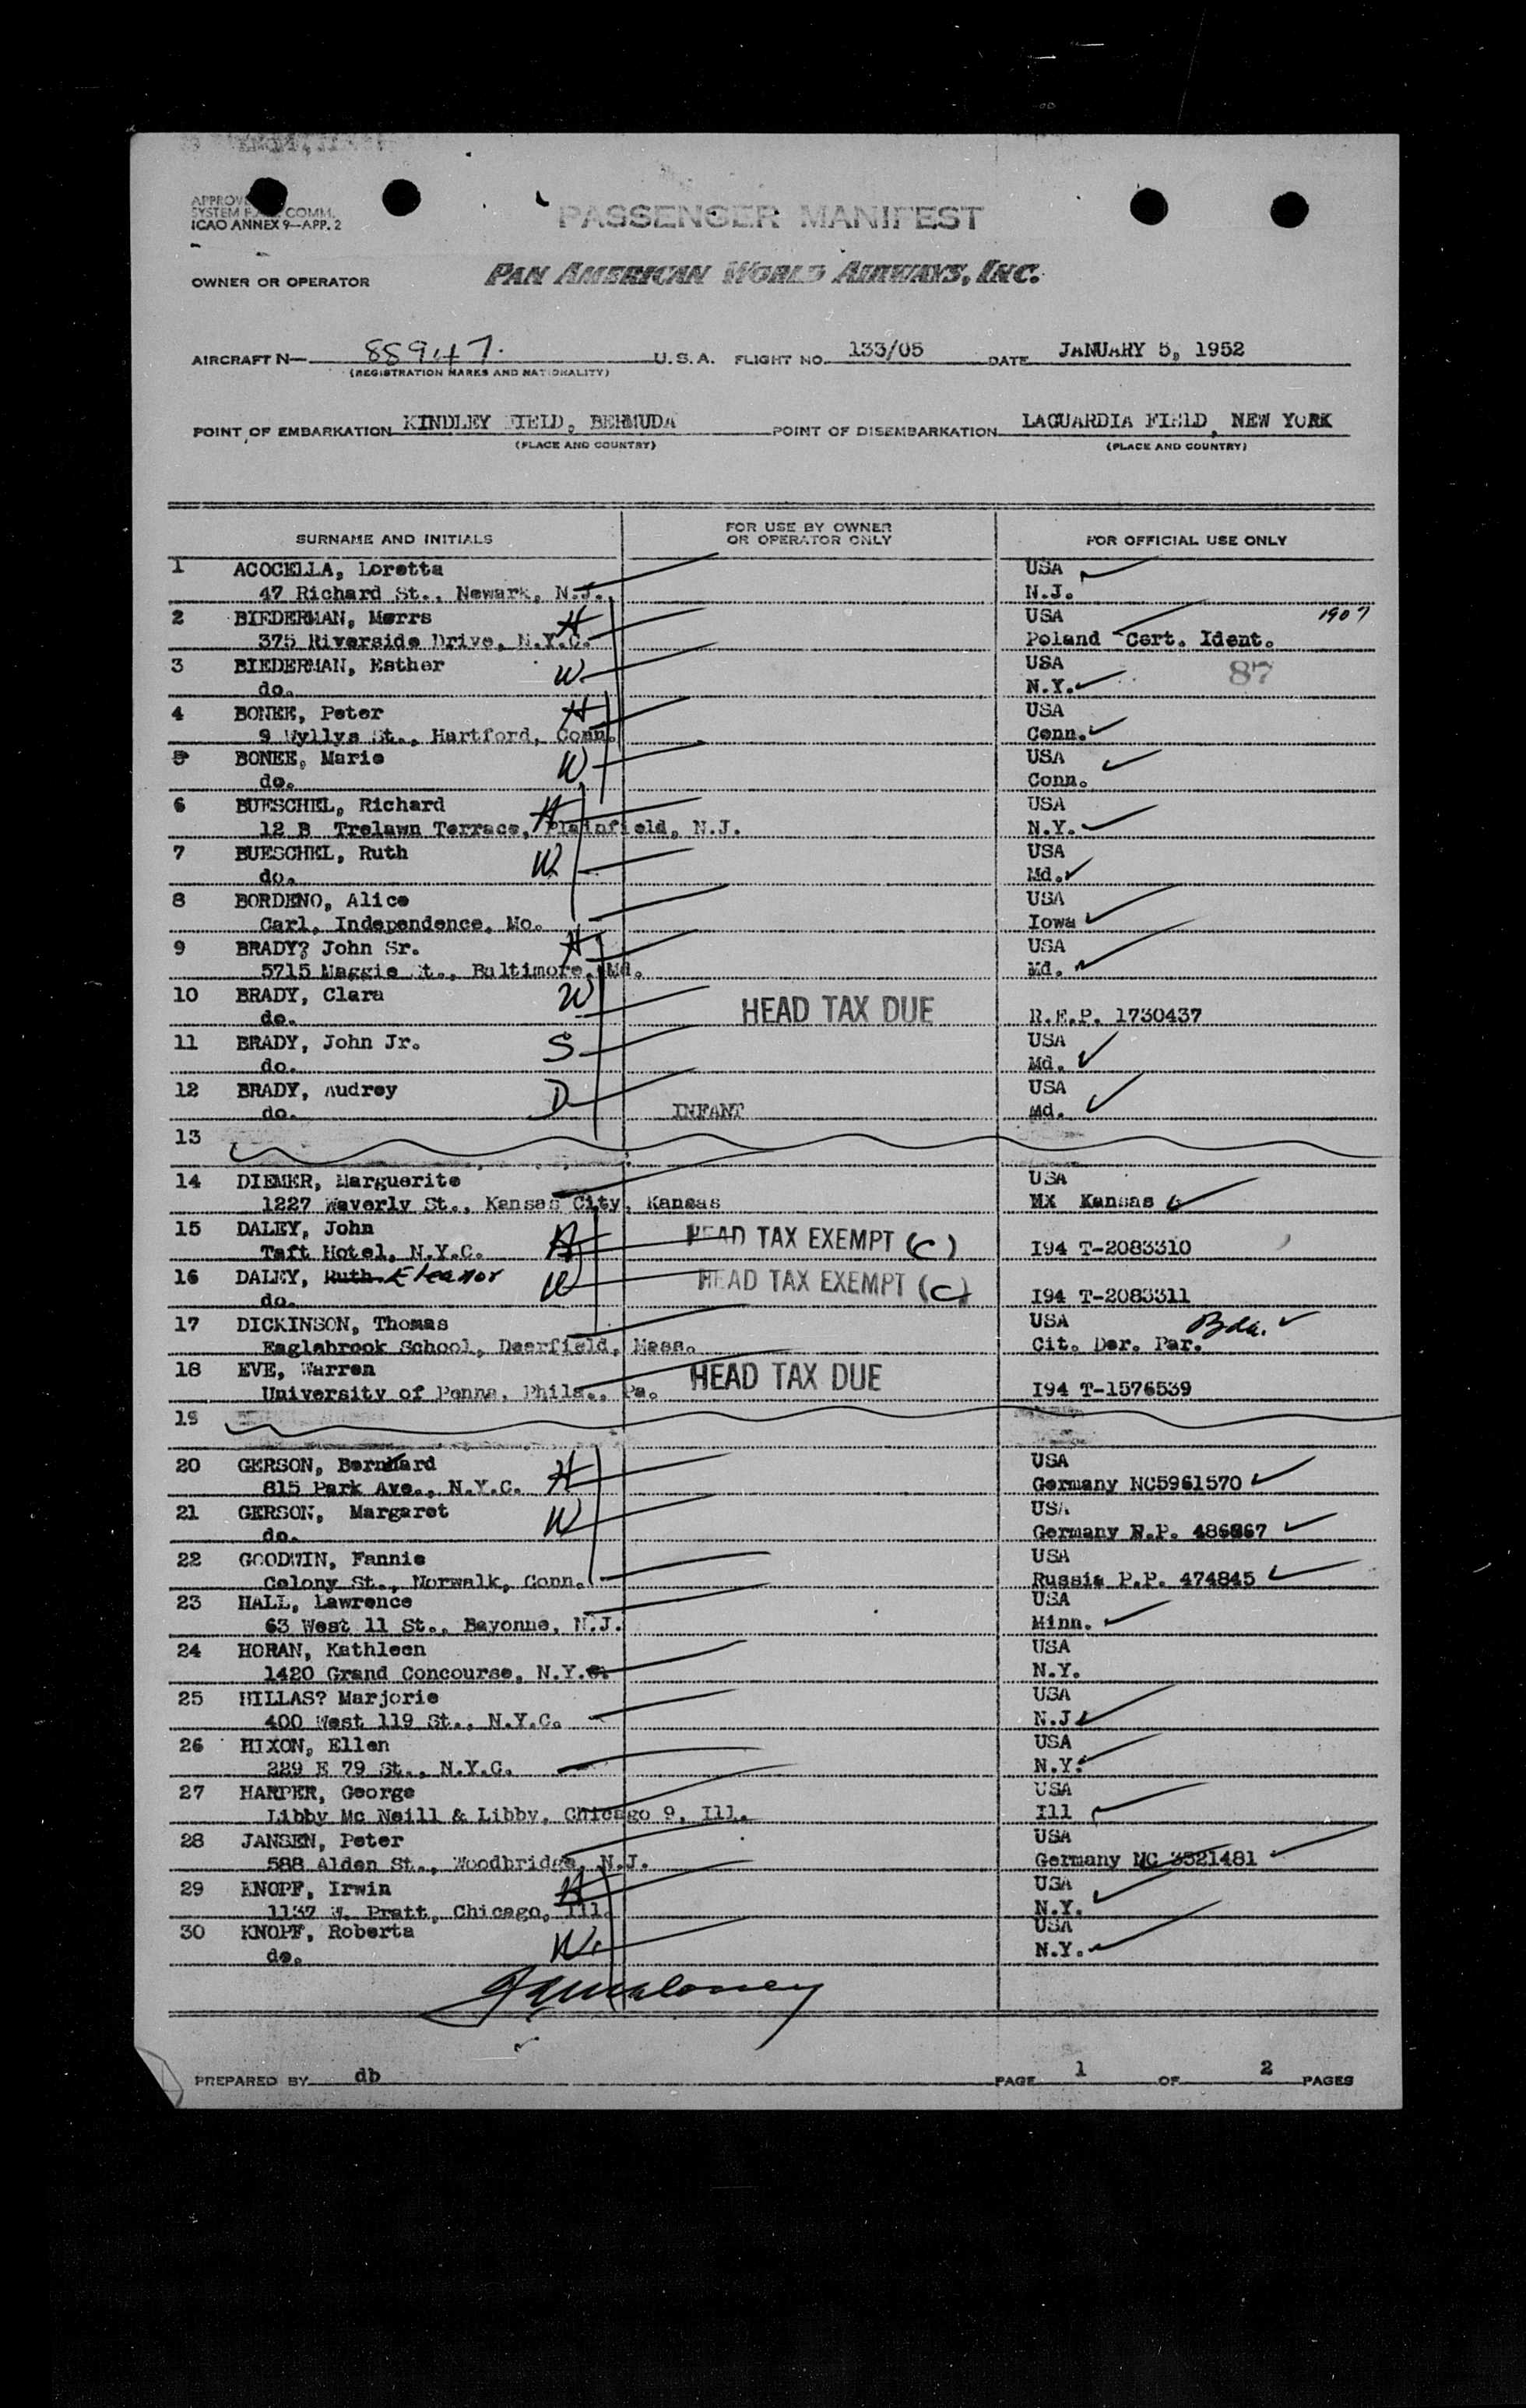 APPROVE
SYSTEM F COMM.
ICAO ANNEX 9—APP. 2
PASSENGER MANIFEST
OWNER OR OPERATOR PAN AMERICAN WORLD AIRWAYS, INC.
AIRCRAFT N— 88947. U.S.A. FLIGHT NO. 133/05 DATE JANUARY 5, 1952
(REGISTRATION MARKS AND NATIONALITY)
POINT OF EMBARKATION KINDLEY FIELD, BERMUDA POINT OF DISEMBARKATION LAGUARDIA FIELD, NEW YORK
(PLACE AND COUNTRY) (PLACE AND COUNTRY)
SURNAME AND INITIALS FOR USE BY OWNER OR OPERATOR ONLY FOR OFFICIAL USE ONLY
1 ACOCELLA, Loretta USA
47 Richard St., Newark, N.J. N.J.
2 BIEDERMAN, Morrs H USA 1907
375 Riverside Drive, N.Y.C. Poland Cert. Ident.
3 BIEDERMAN, Esther W USA 87
do. N.Y.
4 BONEE, Peter H USA
9 Wyllys St., Hartford, Conn. Conn.
5 BONEE, Marie W USA
do. Conn.
6 BUESCHEL, Richard H USA
12 B Trelawn Terrace, Plainfield, N.J. N.Y.
7 BUESCHEL, Ruth W USA
do. Md.
8 BORDENO, Alice USA
Carl, Independence, Mo. Iowa
9 BRADY? John Sr. H USA
5715 Maggie St., Baltimore, Md. Md.
10 BRADY, Clara W HEAD TAX DUE
do. R.E.P. 1730437
11 BRADY, John Jr. S USA
do. Md.
12 BRADY, Audrey D USA
do. INFANT Md.
13
14 DIEMER, Marguerite USA
1227 Waverly St., Kansas City, Kansas MX Kansas
15 DALEY, John H HEAD TAX EXEMPT (C)
Taft Hotel, N.Y.C. I94 T-2083310
16 DALEY, Ruth Eleanor W HEAD TAX EXEMPT (C)
do. I94 T-2083311
17 DICKINSON, Thomas USA Bda.
Eaglebrook School, Deerfield, Mass. Cit. Der. Par.
18 EVE, Warren HEAD TAX DUE
University of Penna, Phila., Pa. I94 T-1576539
19
20 GERSON, Bernhard H USA
815 Park Ave., N.Y.C. Germany NC5961570
21 GERSON, Margaret W USA
do. Germany P.P. 486867
22 GOODWIN, Fannie USA
Colony St., Norwalk, Conn. Russia P.P. 474845
23 HALL, Lawrence USA
63 West 11 St., Bayonne, N.J. Minn.
24 HORAN, Kathleen USA
1420 Grand Concourse, N.Y.C. N.Y.
25 HILLAS? Marjorie USA
400 West 119 St., N.Y.C. N.J
26 HIXON, Ellen USA
229 E 79 St., N.Y.C. N.Y.
27 HARPER, George USA
Libby Mc Neill & Libby, Chicago 9, Ill. Ill
28 JANSEN, Peter USA
588 Alden St., Woodbridge, N.J. Germany NC 3521481
29 KNOPF, Irwin H USA
1137 W. Pratt, Chicago, Ill. N.Y.
30 KNOPF, Roberta W USA
do. N.Y.
PREPARED BY db PAGE 1 OF 2 PAGES